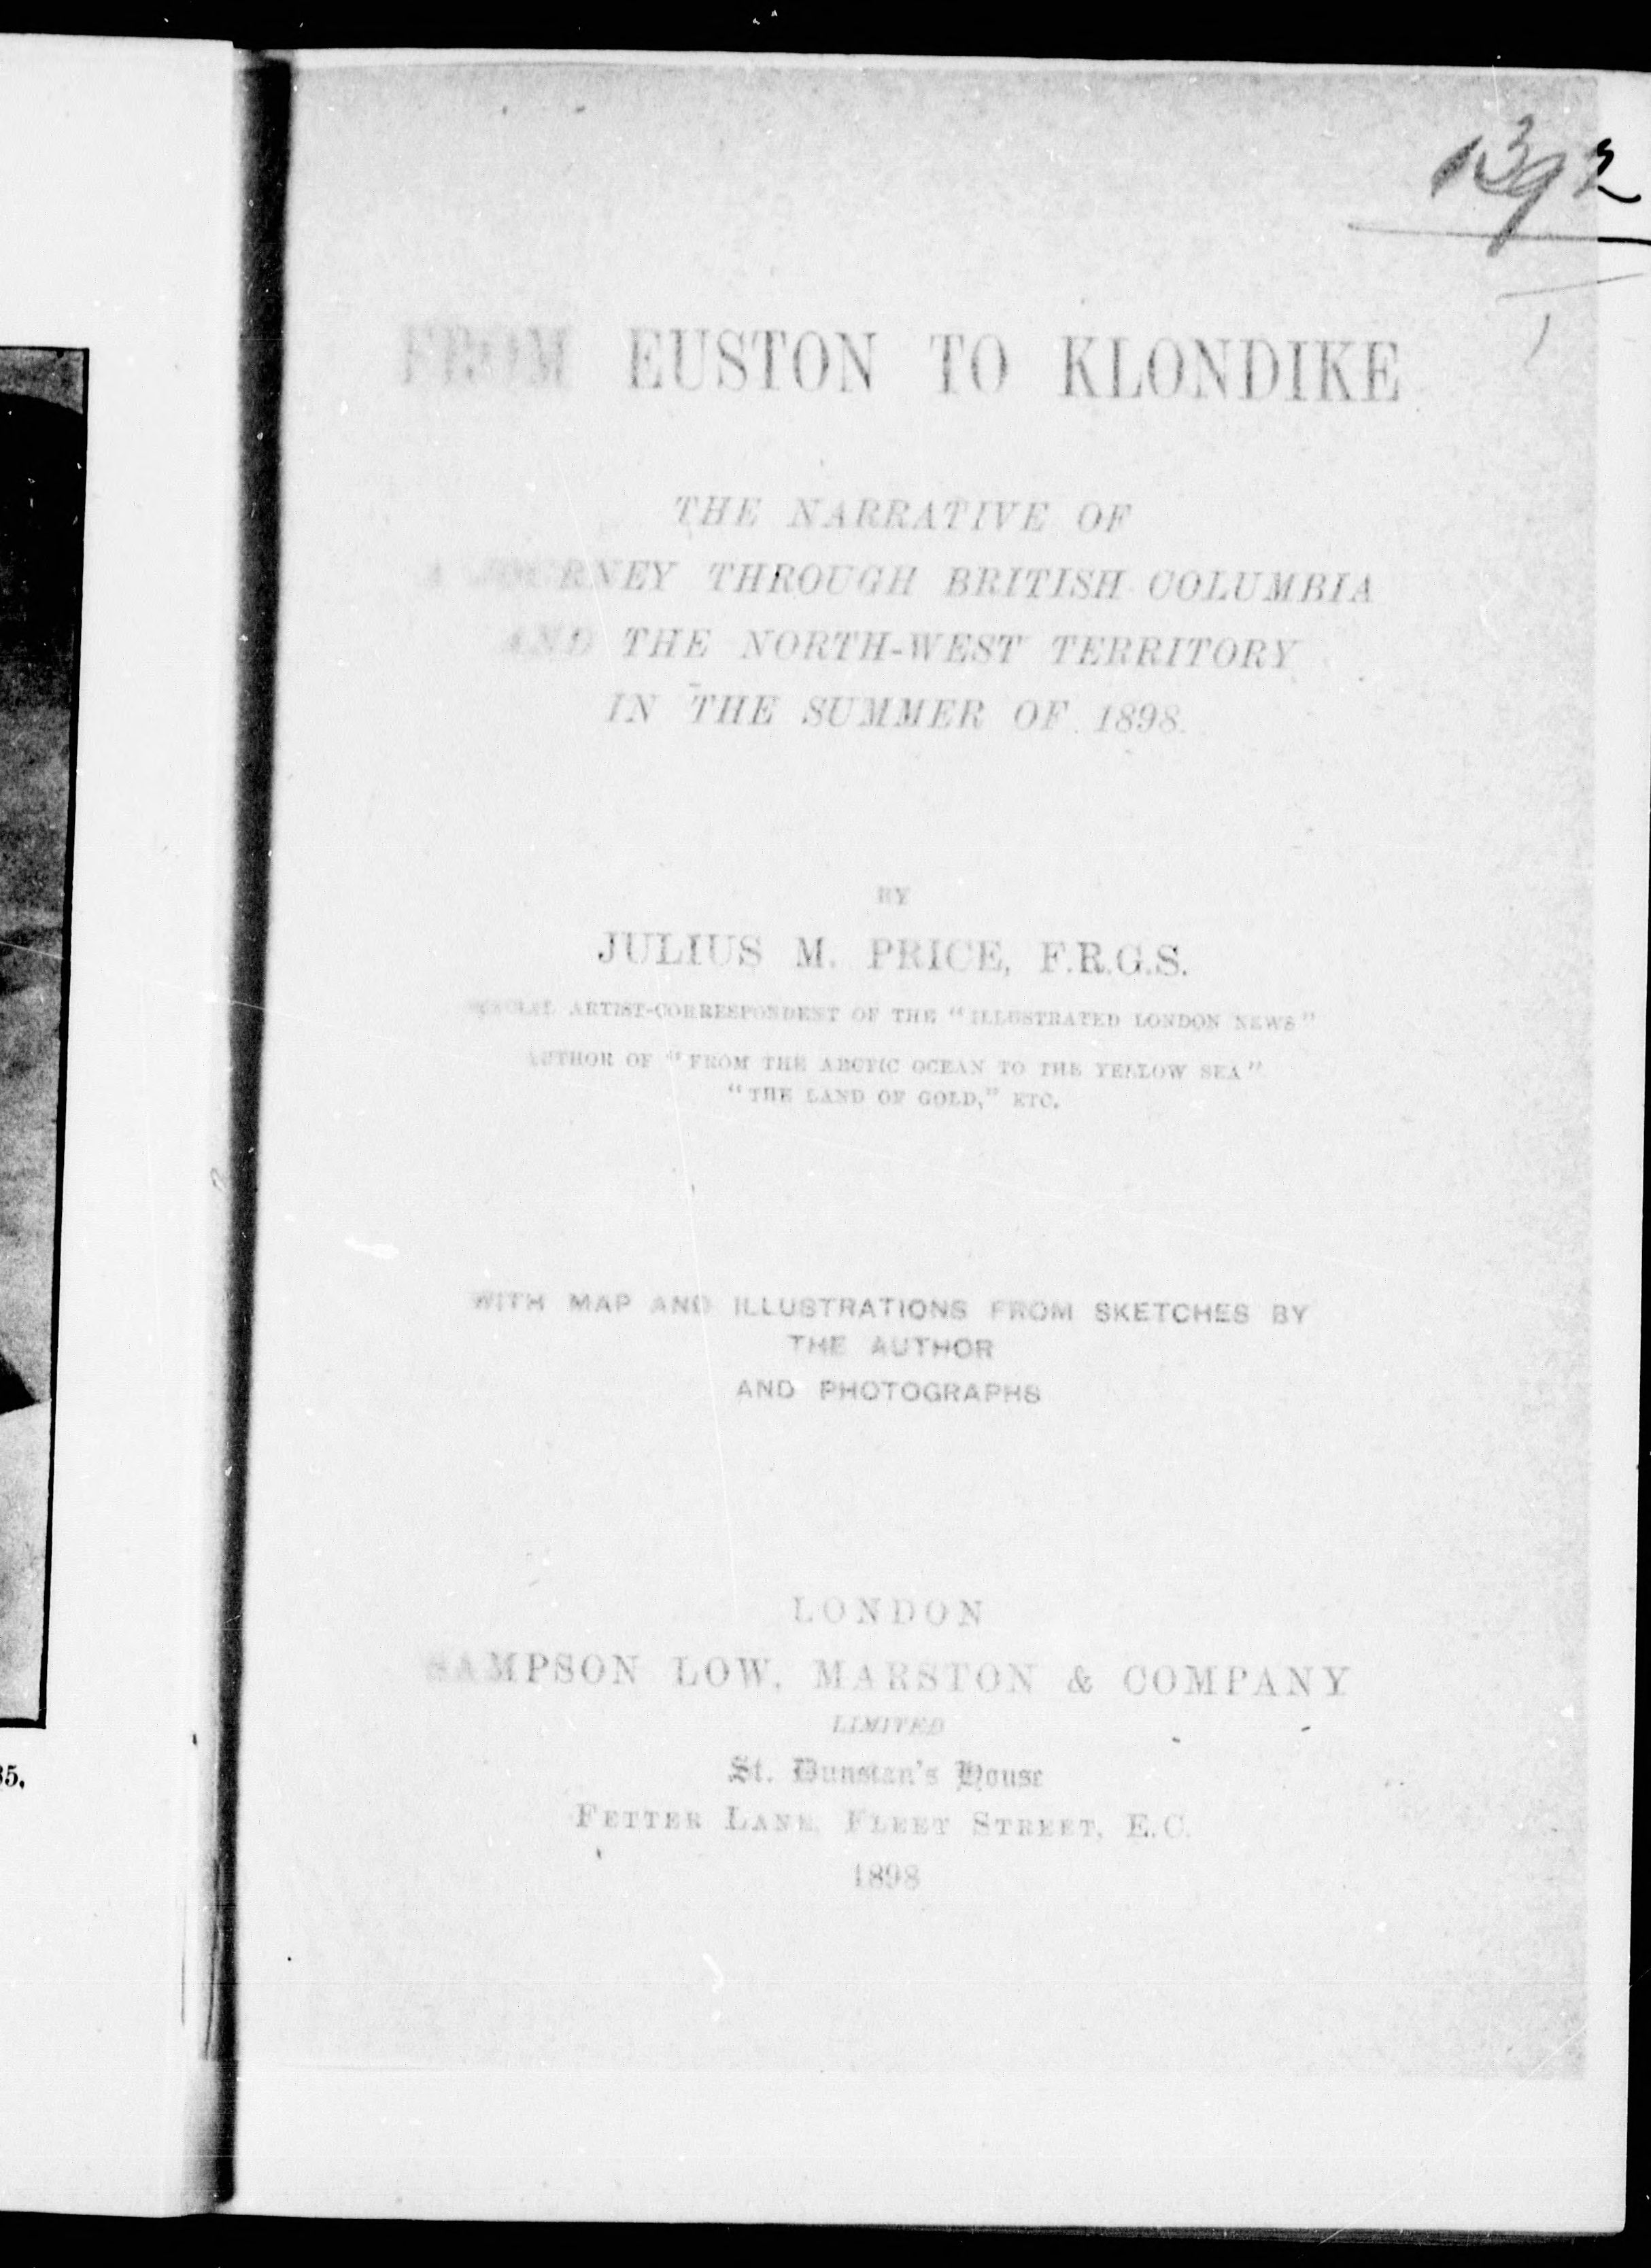 1392
FROM EUSTON TO KLONDIKE
THE NARRATIVE OF
A JOURNEY THROUGH BRITISH COLUMBIA
AND THE NORTH-WEST TERRITORY
IN THE SUMMER OF 1898.
BY
JULIUS M. PRICE, F.R.G.S.
SPECIAL ARTIST-CORRESPONDENT OF THE "ILLUSTRATED LONDON NEWS"
AUTHOR OF "FROM THE ARCTIC OCEAN TO THE YELLOW SEA"
"THE LAND OF GOLD," ETC.
WITH MAP AND ILLUSTRATIONS FROM SKETCHES BY
THE AUTHOR
AND PHOTOGRAPHS
LONDON
SAMPSON LOW, MARSTON & COMPANY
LIMITED
St. Dunstan's House
FETTER LANE, FLEET STREET, E.C.
1898
35.